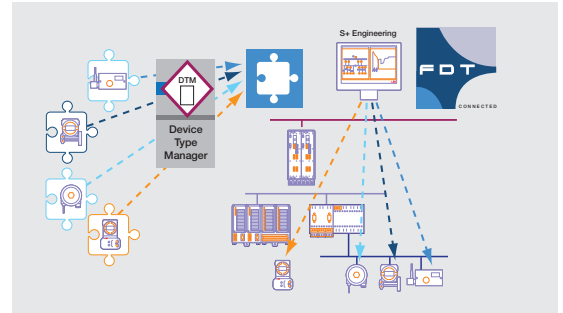 S+ Engineering
DTM
Device
Type
Manager
FDT
CONNECTED